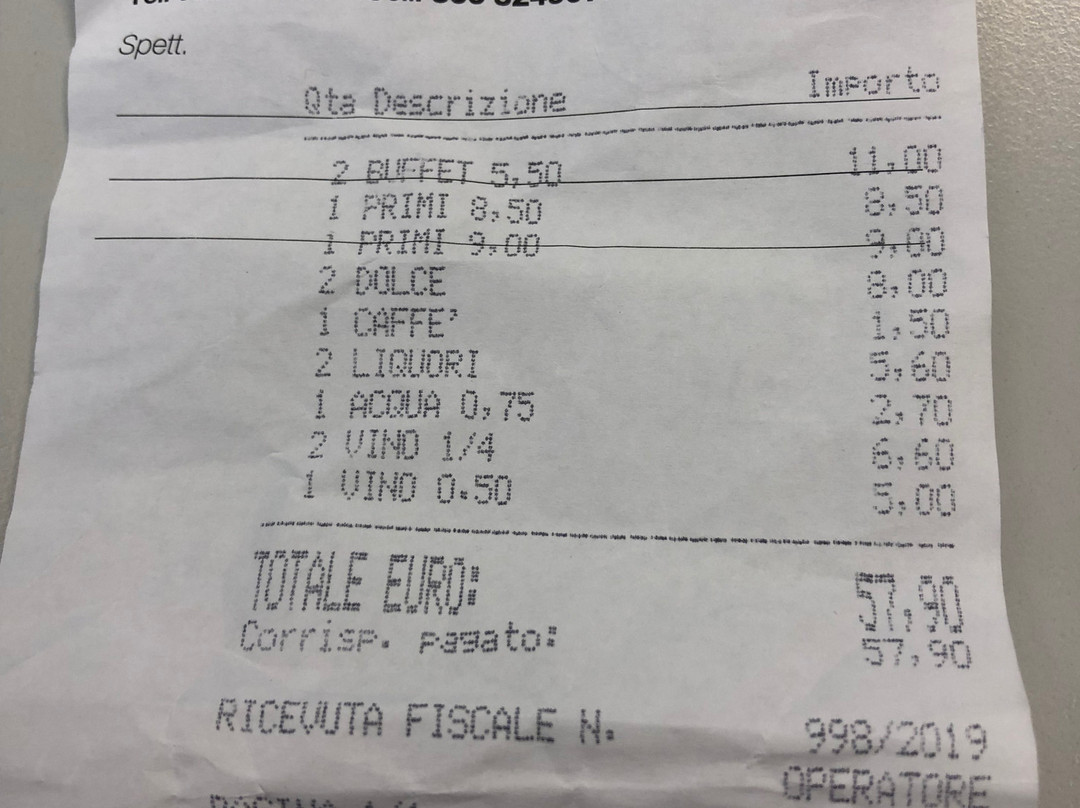 Spett.
Qta Descrizione Importo
2 BUFFET 5,50 11,00
1 PRIMI 8,50 8,50
1 PRIMI 9,00 9,00
2 DOLCE 8,00
1 CAFFE' 1,50
2 LIQUORI 5,60
1 ACQUA 0,75 2,70
2 VINO 1/4 6,60
1 VINO 0.50 5,00
TOTALE EURO: 57,90
Corrisp. pagato: 57,90
RICEVUTA FISCALE N. 998/2019
OPERATORE